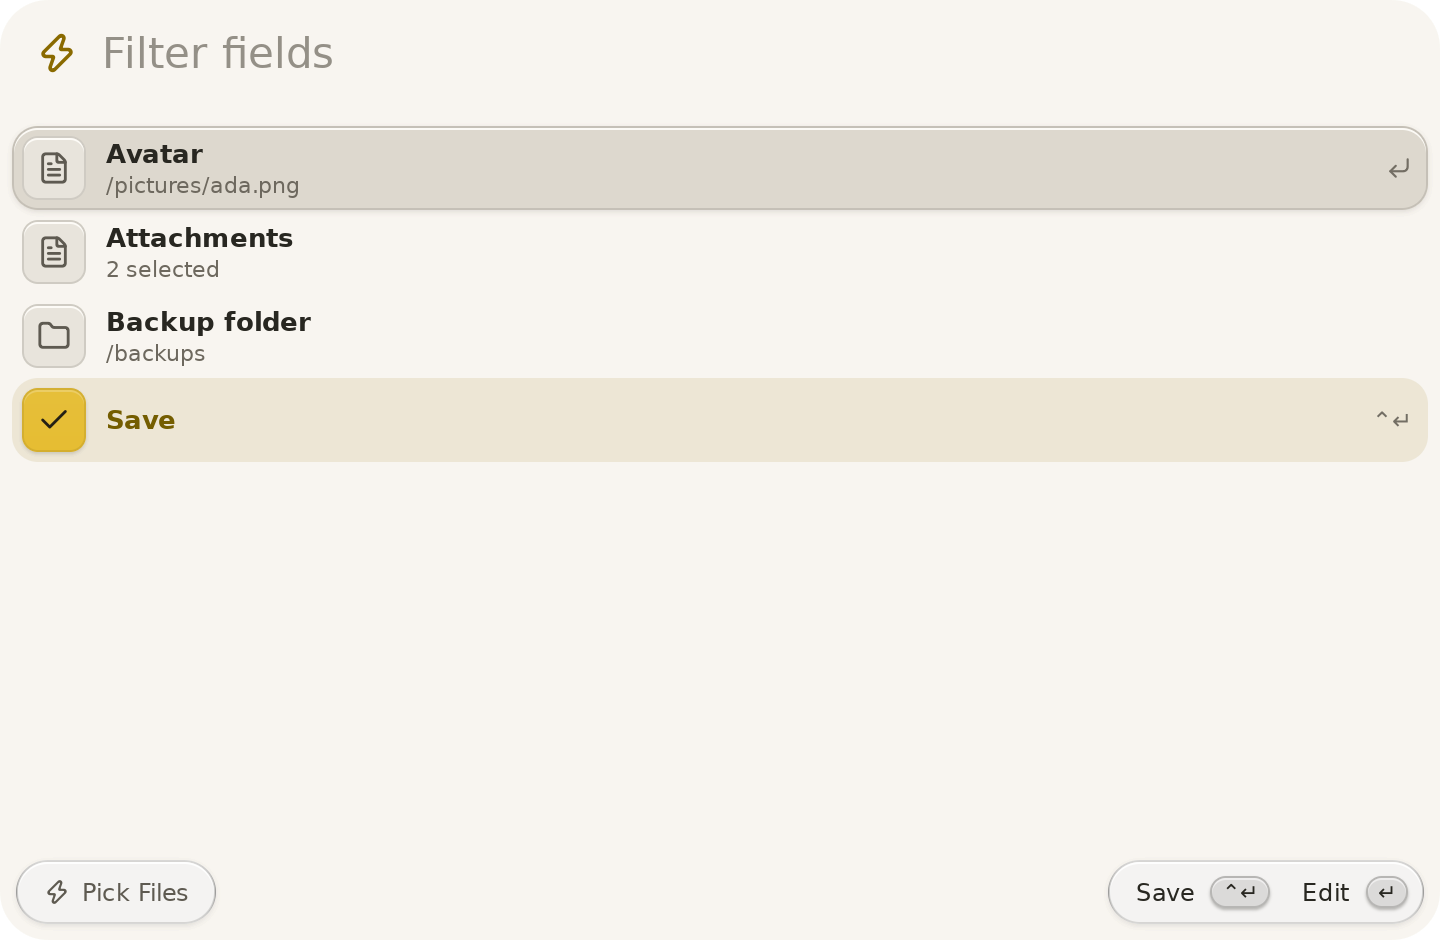 Filter fields
Avatar
/pictures/ada.png
Attachments
2 selected
Backup folder
/backups
Save ^↵
Pick Files
Save ^↵ Edit ↵